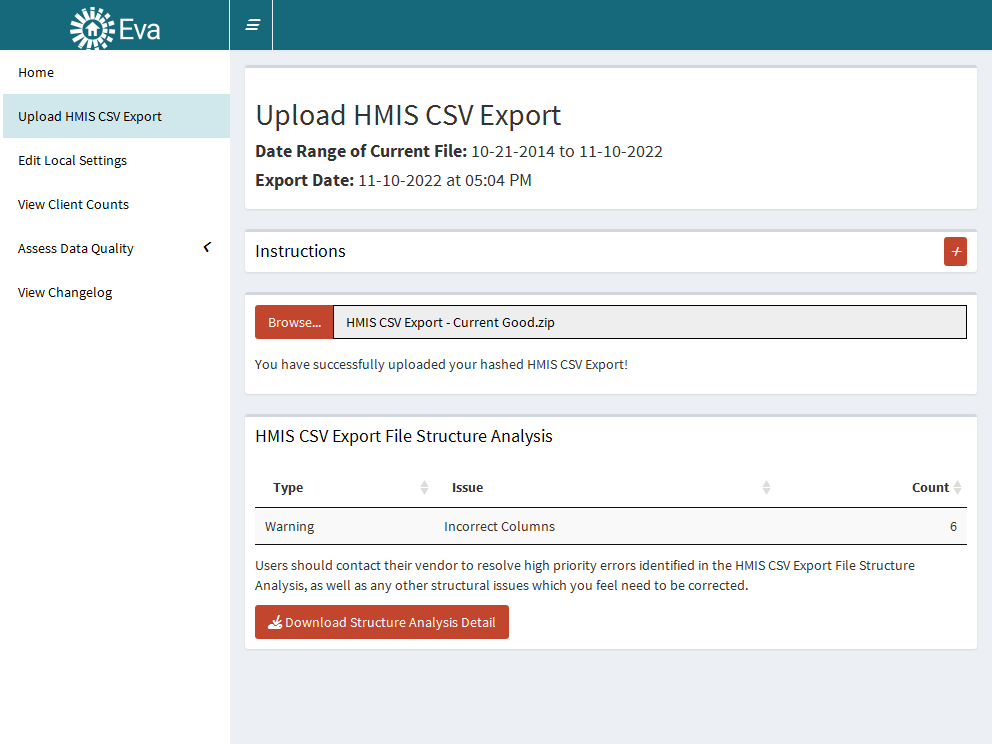 Eva
Home
Upload HMIS CSV Export
Edit Local Settings
View Client Counts
Assess Data Quality
View Changelog
Upload HMIS CSV Export
Date Range of Current File: 10-21-2014 to 11-10-2022
Export Date: 11-10-2022 at 05:04 PM
Instructions
Browse... HMIS CSV Export - Current Good.zip
You have successfully uploaded your hashed HMIS CSV Export!
HMIS CSV Export File Structure Analysis
Type Issue Count
Warning Incorrect Columns 6
Users should contact their vendor to resolve high priority errors identified in the HMIS CSV Export File Structure
Analysis, as well as any other structural issues which you feel need to be corrected.
Download Structure Analysis Detail